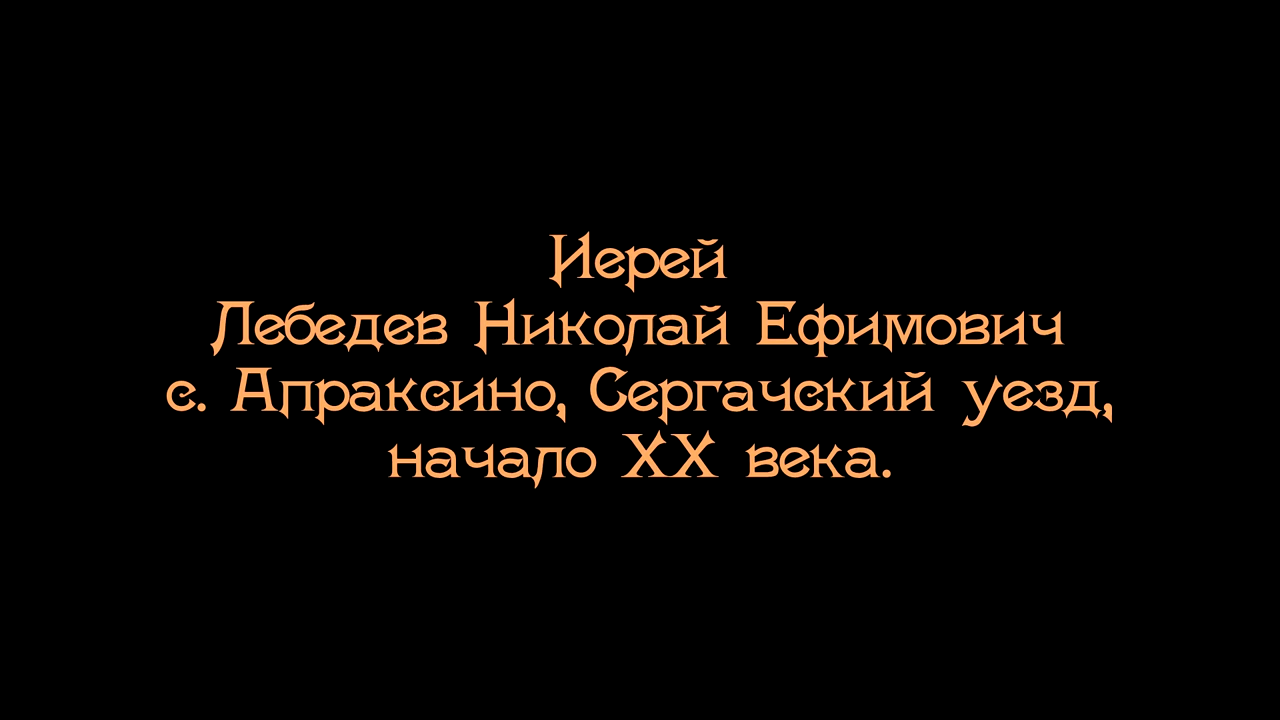 Иерей
Лебедев Николай Ефимович
с. Апраксино, Сергачский уезд,
начало XX века.